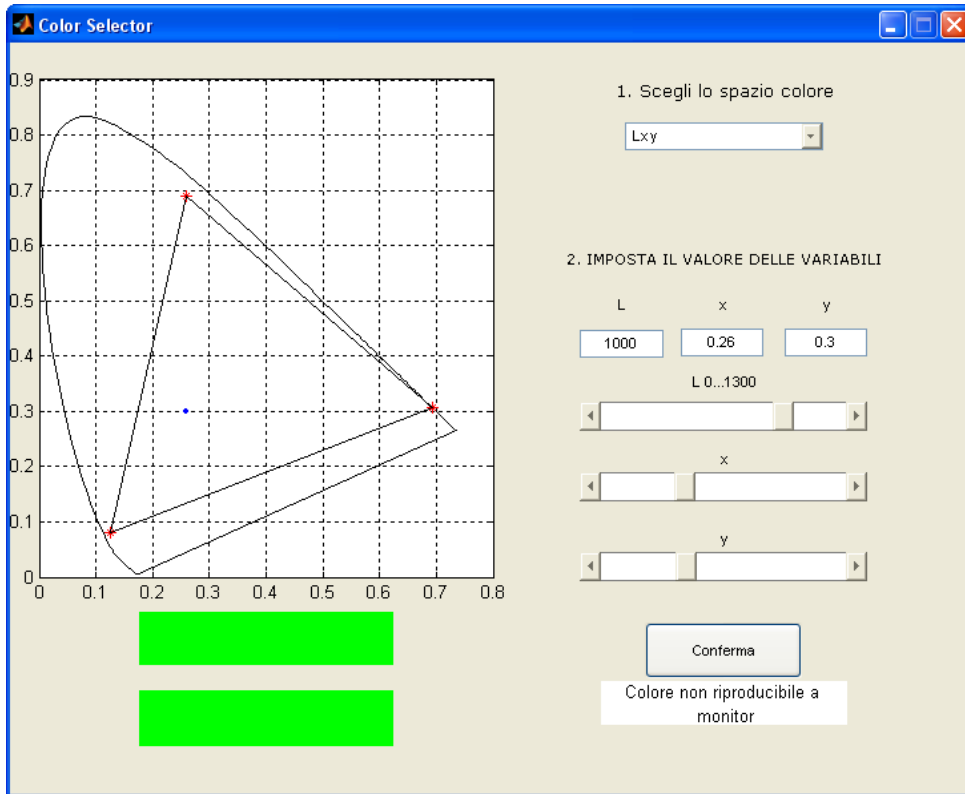 Color Selector
0.9
0.8
0.7
0.6
0.5
0.4
0.3
0.2
0.1
0
0 0.1 0.2 0.3 0.4 0.5 0.6 0.7 0.8
1. Scegli lo spazio colore
Lxy
2. IMPOSTA IL VALORE DELLE VARIABILI
L x y
1000 0.26 0.3
L 0...1300
x
y
Conferma
Colore non riproducibile a
monitor